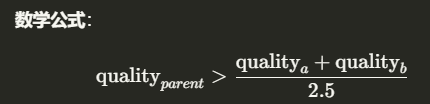 数学公式:
quality_parent > (quality_a + quality_b) / 2.5